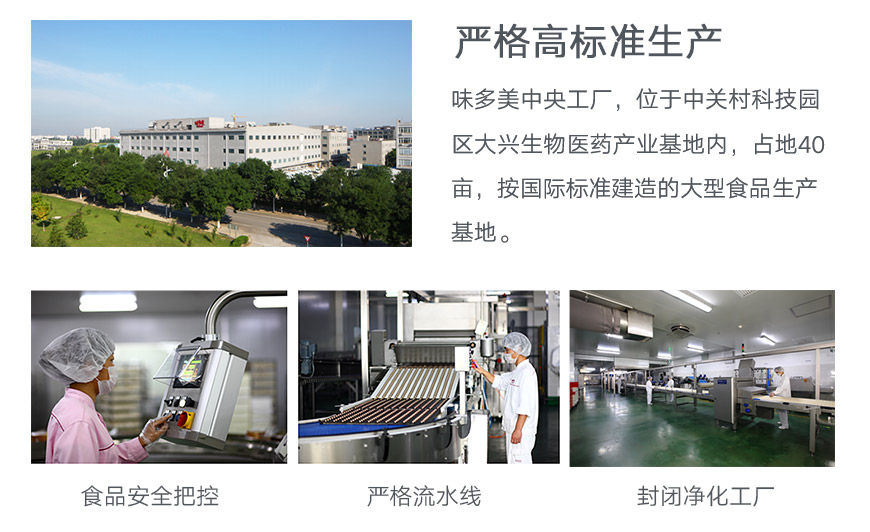 严格高标准生产
味多美中央工厂，位于中关村科技园
区大兴生物医药产业基地内，占地40
亩，按国际标准建造的大型食品生产
基地。
食品安全把控
严格流水线
封闭净化工厂